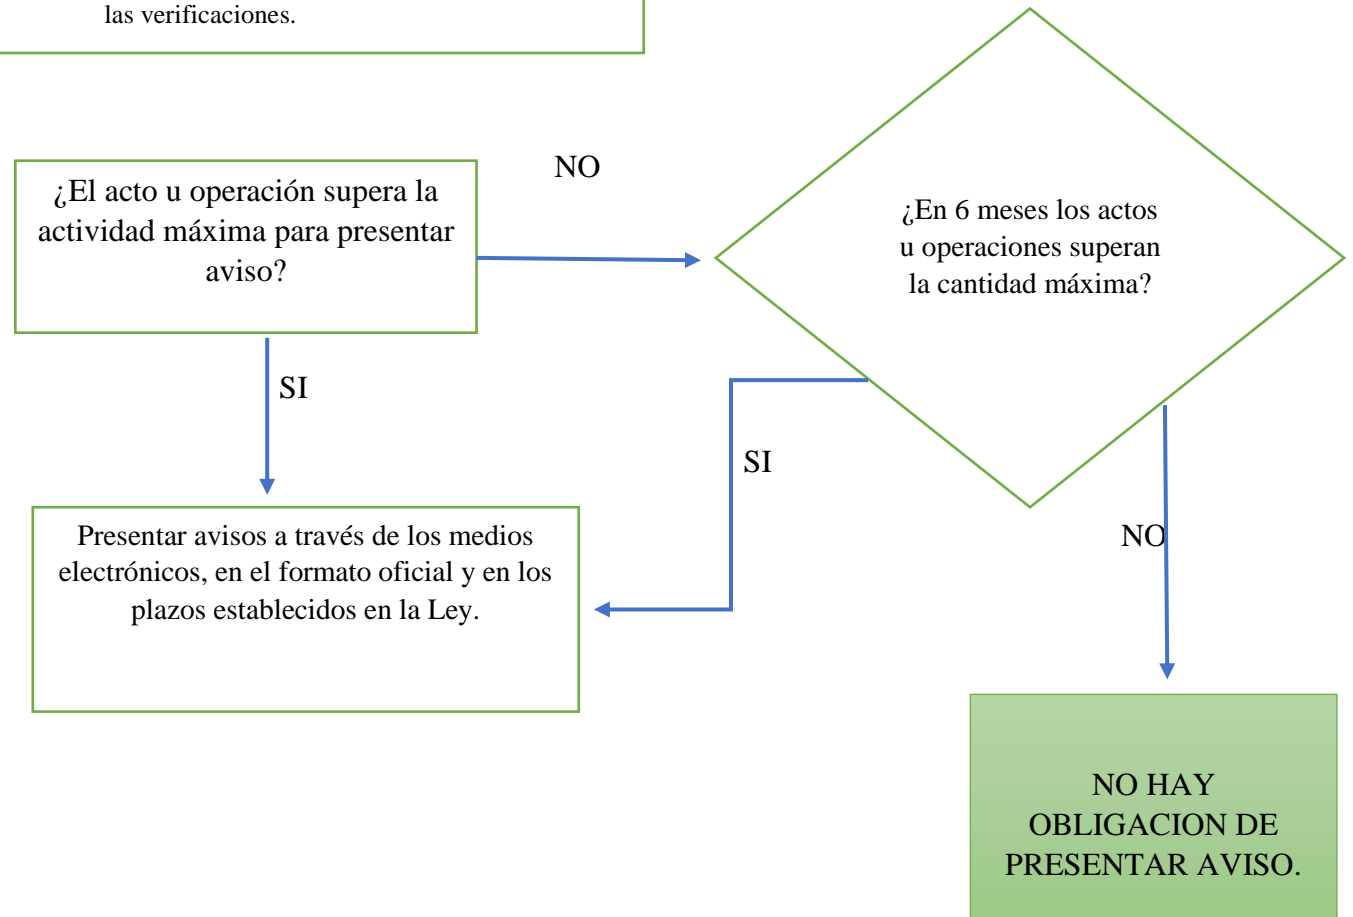 las verificaciones.
¿El acto u operación supera la
actividad máxima para presentar
aviso?
NO
¿En 6 meses los actos
u operaciones superan
la cantidad máxima?
SI
SI
Presentar avisos a través de los medios
electrónicos, en el formato oficial y en los
plazos establecidos en la Ley.
NO
NO HAY
OBLIGACION DE
PRESENTAR AVISO.